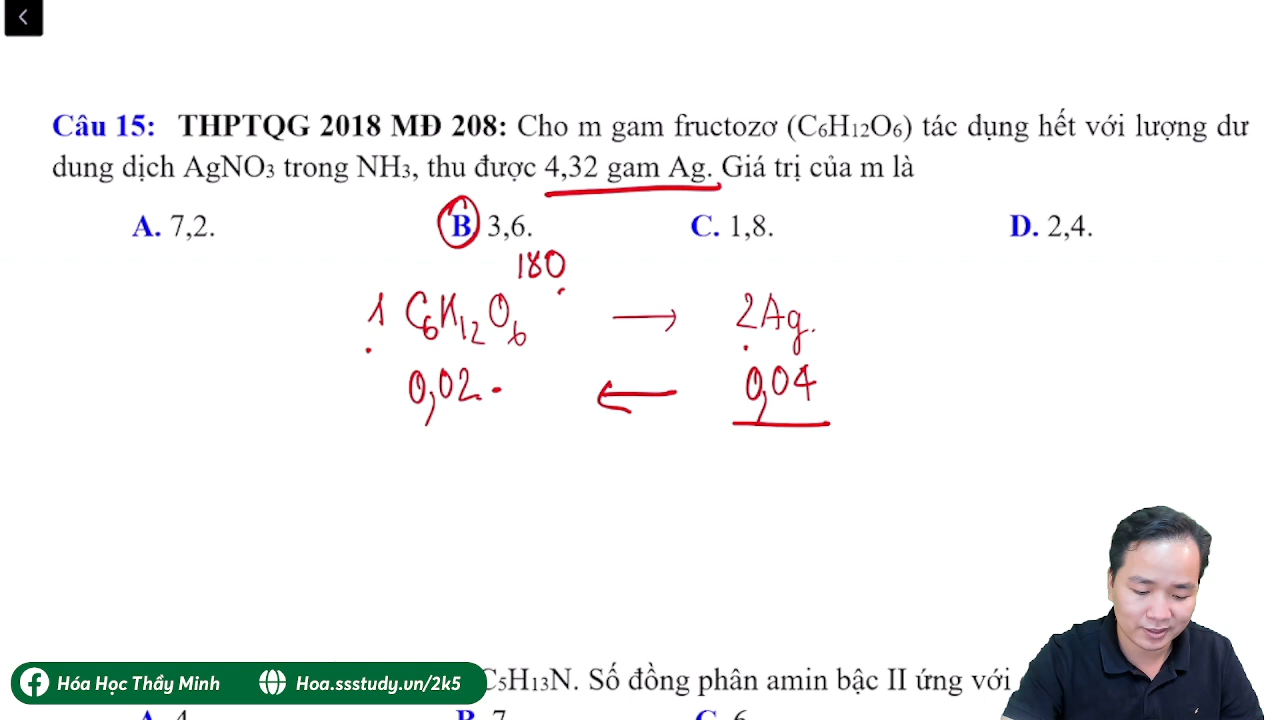 Câu 15: THPTQG 2018 MĐ 208: Cho m gam fructozơ (C₆H₁₂O₆) tác dụng hết với lượng dư
dung dịch AgNO₃ trong NH₃, thu được 4,32 gam Ag. Giá trị của m là
A. 7,2. B 3,6. C. 1,8. D. 2,4.
180
1 C₆H₁₂O₆ → 2Ag.
0,02 ← 0,04
Hóa Học Thầy Minh Hoa.ssstudy.vn/2k5 C₅H₁₃N. Số đồng phân amin bậc II ứng với
A. 4 B. 7 C. 6